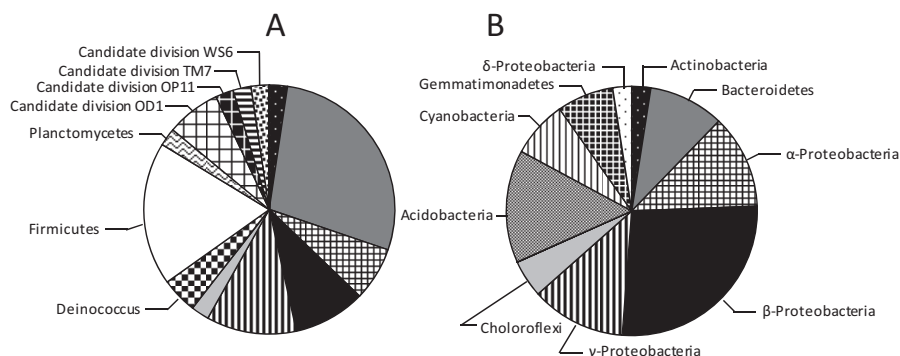 A
Candidate division WS6
Candidate division TM7
Candidate division OP11
Candidate division OD1
Planctomycetes
Firmicutes
Deinococcus
B
δ-Proteobacteria
Gemmatimonadetes
Cyanobacteria
Acidobacteria
Choloroflexi
ν-Proteobacteria
β-Proteobacteria
α-Proteobacteria
Bacteroidetes
Actinobacteria